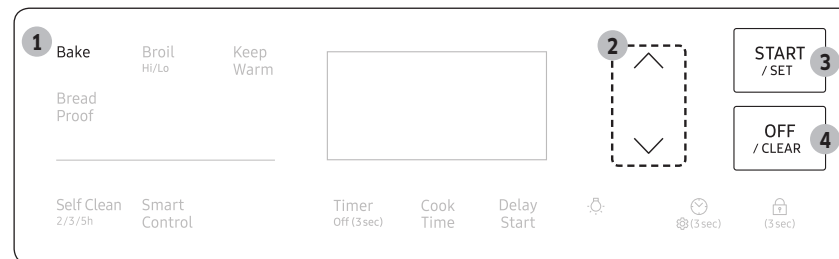 1
Bake
Broil
Hi/Lo
Keep
Warm
2
START
/ SET
3
Bread
Proof
OFF
/ CLEAR
4
Self Clean
2/3/5h
Smart
Control
Timer
Off (3 sec)
Cook
Time
Delay
Start
(3 sec)
(3 sec)